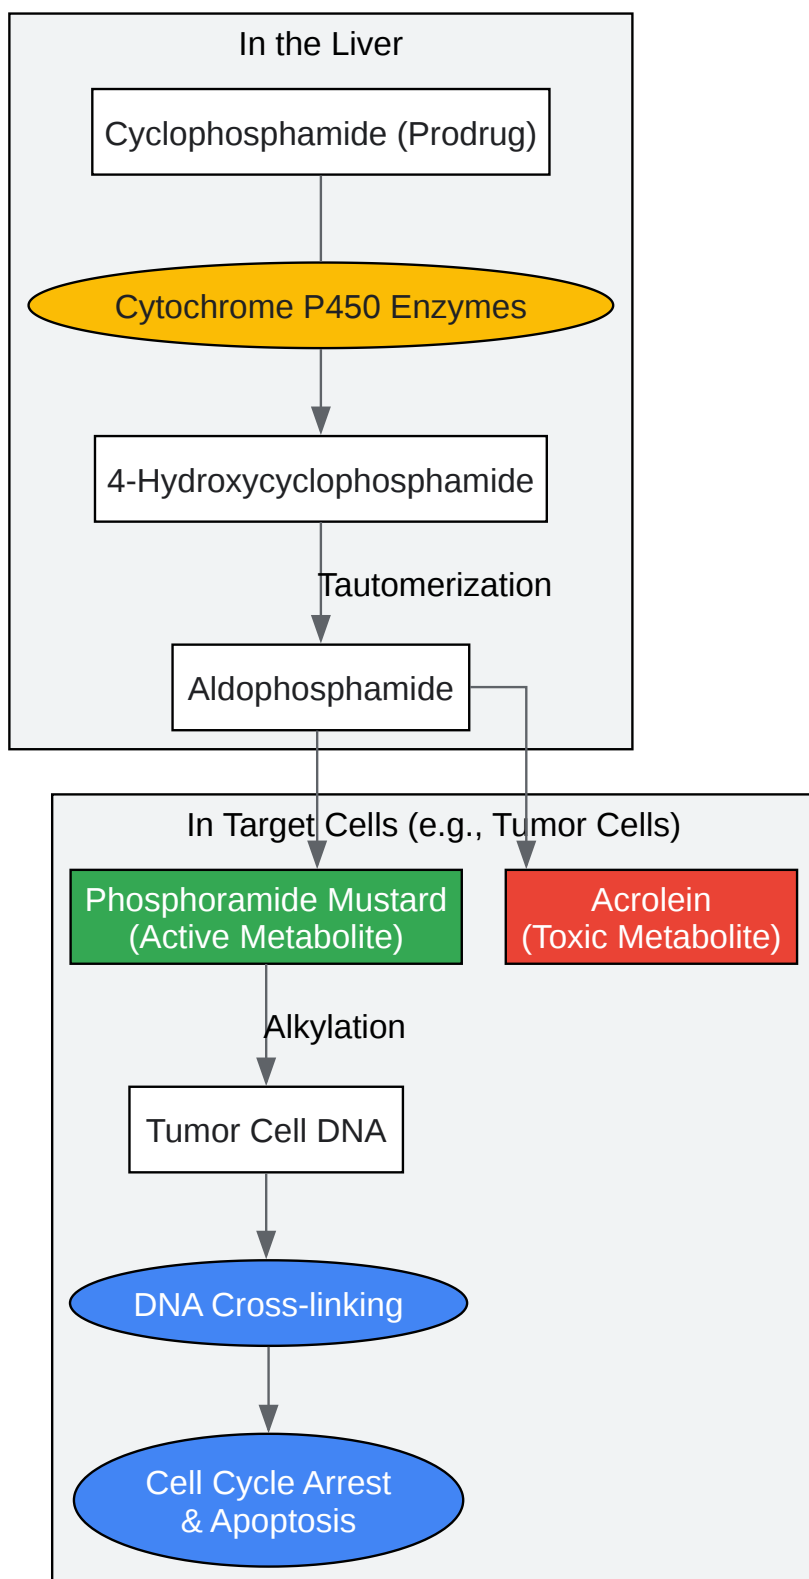 In the Liver
Cyclophosphamide (Prodrug)
Cytochrome P450 Enzymes
4-Hydroxycyclophosphamide
Tautomerization
Aldophosphamide
In Target Cells (e.g., Tumor Cells)
Phosphoramide Mustard
(Active Metabolite)
Acrolein
(Toxic Metabolite)
Alkylation
Tumor Cell DNA
DNA Cross-linking
Cell Cycle Arrest
& Apoptosis